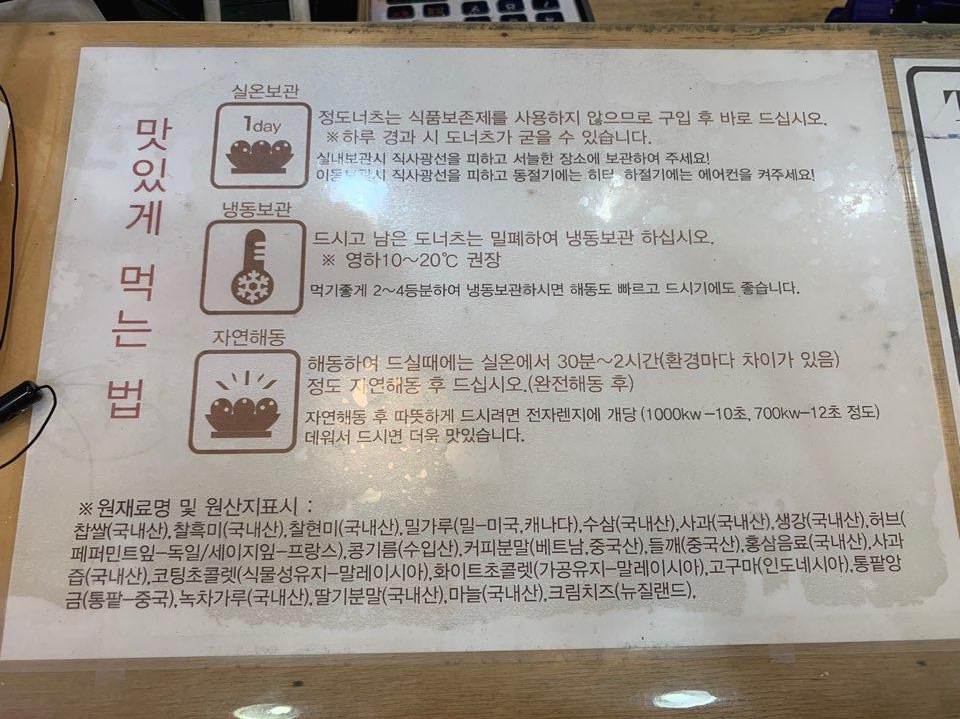 맛있게 먹는 법
실온보관
1day
정도너츠는 식품보존제를 사용하지 않으므로 구입 후 바로 드십시오.
※하루 경과 시 도너츠가 굳을 수 있습니다.
실내보관시 직사광선을 피하고 서늘한 장소에 보관하여 주세요!
이동보관시 직사광선을 피하고 동절기에는 히터, 하절기에는 에어컨을 켜주세요!
냉동보관
드시고 남은 도너츠는 밀폐하여 냉동보관 하십시오.
※ 영하10~20℃ 권장
먹기좋게 2~4등분하여 냉동보관하시면 해동도 빠르고 드시기에도 좋습니다.
자연해동
해동하여 드실때에는 실온에서 30분~2시간(환경마다 차이가 있음)
정도 자연해동 후 드십시오.(완전해동 후)
자연해동 후 따뜻하게 드시려면 전자렌지에 개당 (1000kw-10초, 700kw-12초 정도)
데워서 드시면 더욱 맛있습니다.
※원재료명 및 원산지표시 :
찹쌀(국내산),찰흑미(국내산),찰현미(국내산),밀가루(밀-미국,캐나다),수삼(국내산),사과(국내산),생강(국내산),허브(
페퍼민트잎-독일/세이지잎-프랑스),콩기름(수입산),커피분말(베트남,중국산),들깨(중국산),홍삼음료(국내산),사과
즙(국내산),코팅초콜렛(식물성유지-말레이시아),화이트초콜렛(가공유지-말레이시아),고구마(인도네시아),통팥앙
금(통팥-중국),녹차가루(국내산),딸기분말(국내산),마늘(국내산),크림치즈(뉴질랜드).